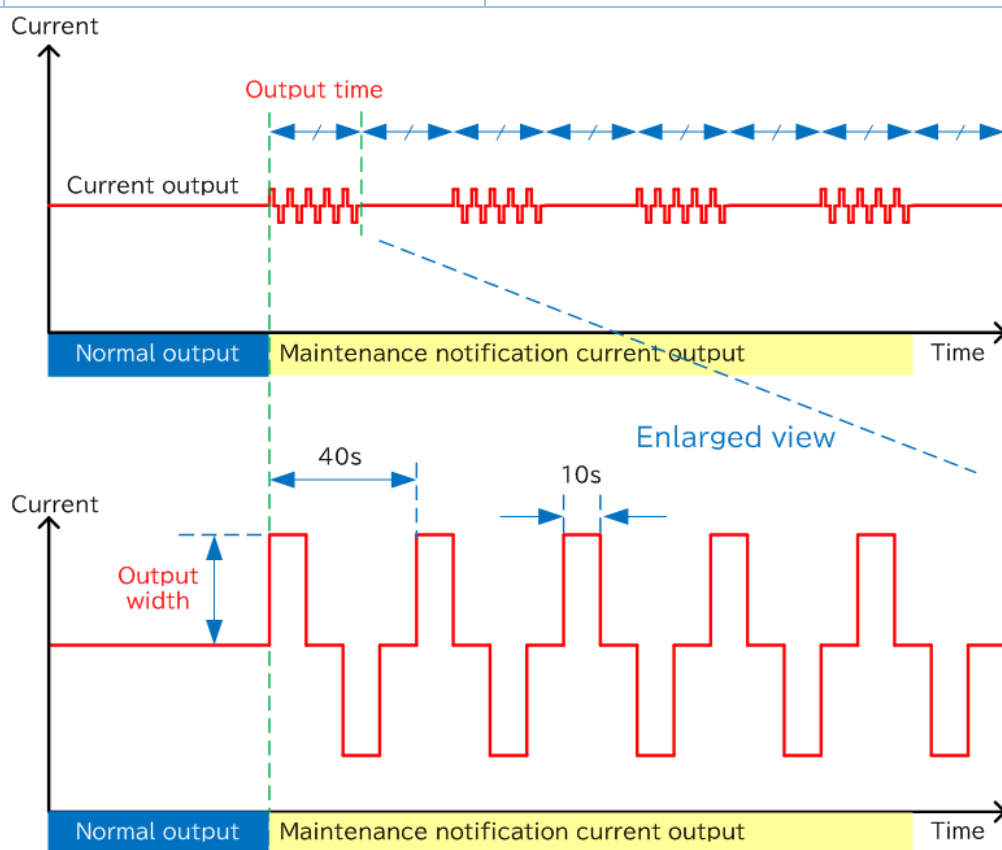 Current
Output time
Current output
Normal output
Maintenance notification current output
Time
Enlarged view
40s
10s
Current
Output
width
Normal output
Maintenance notification current output
Time